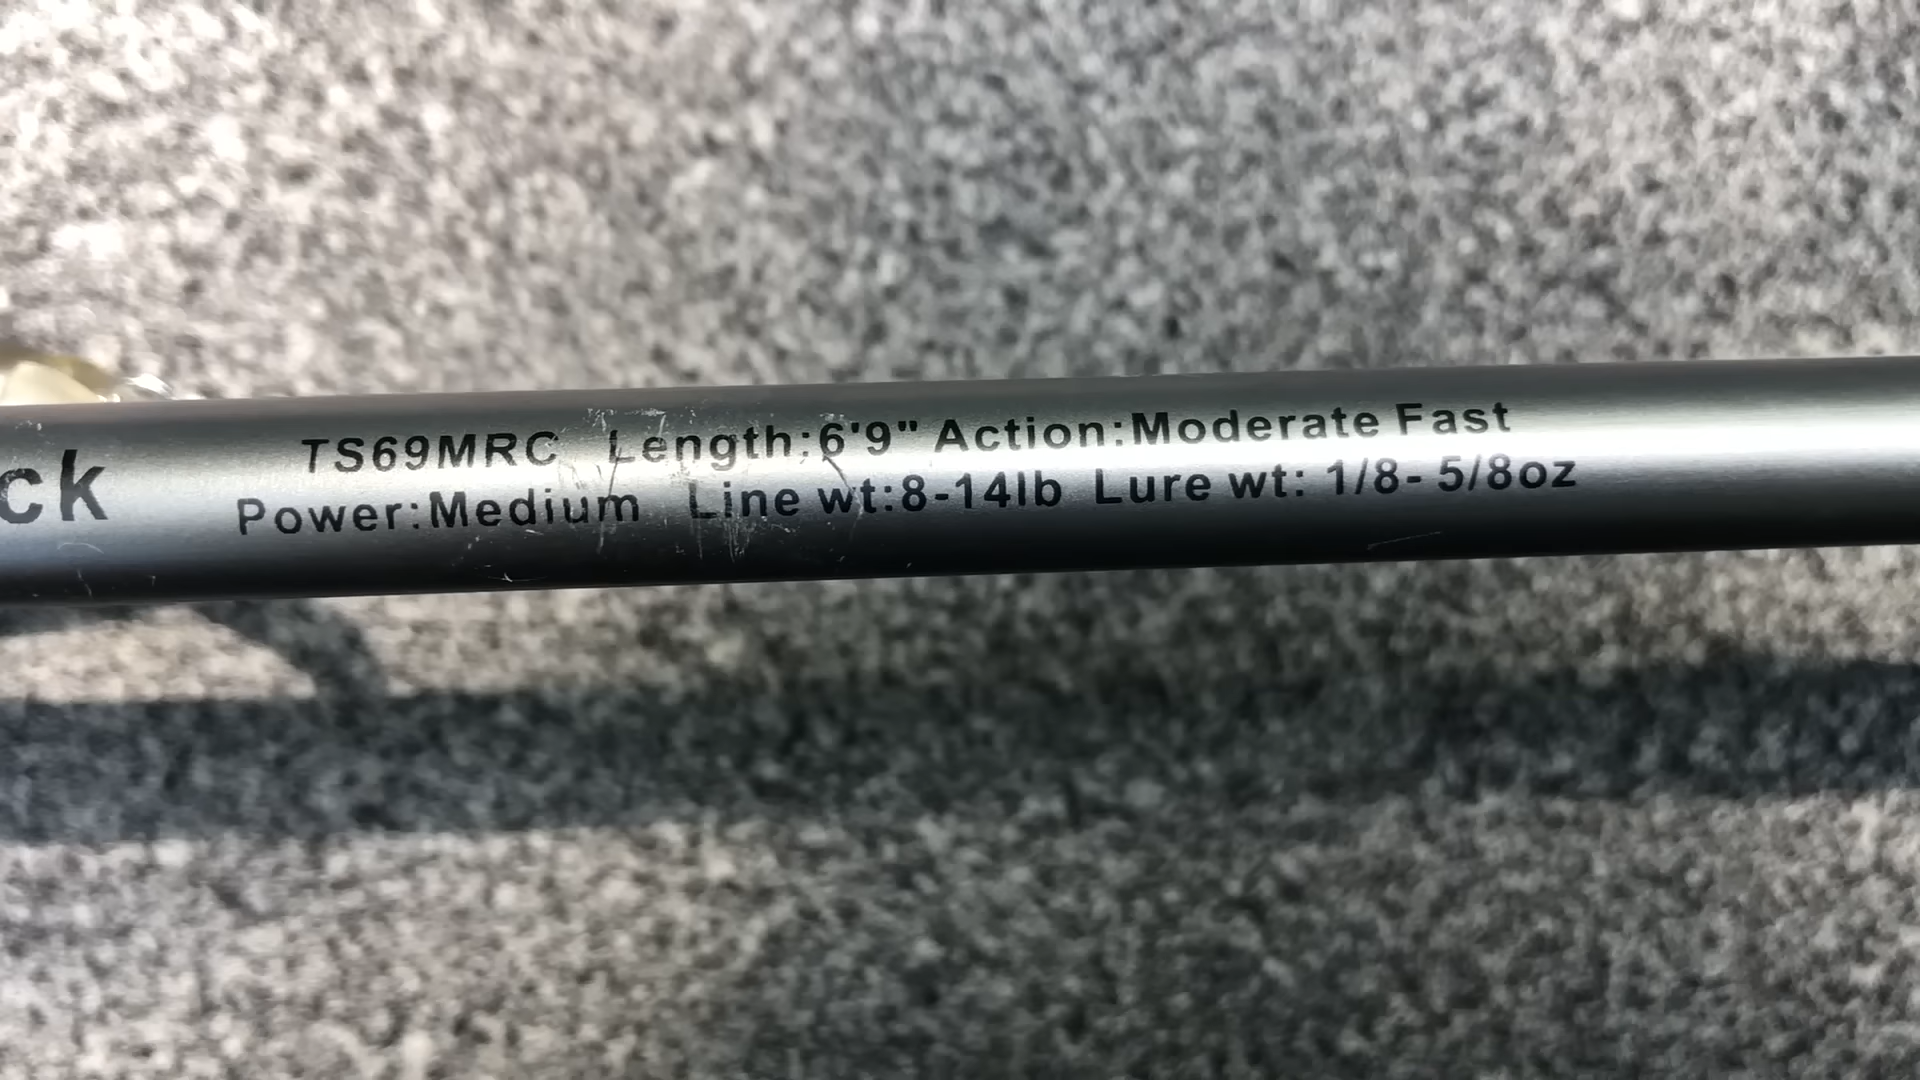 ck
TS69MRC Length:6'9" Action:Moderate Fast
Power:Medium Line wt:8-14lb Lure wt: 1/8- 5/8oz